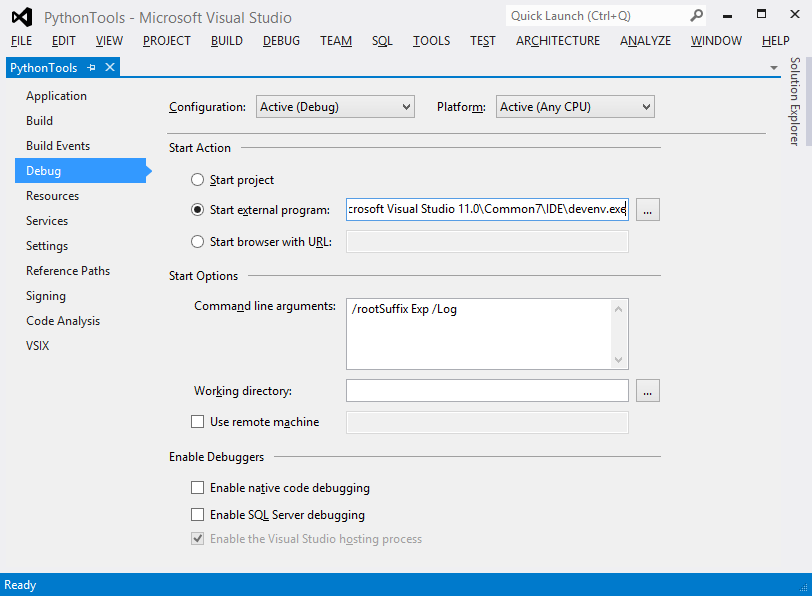 PythonTools - Microsoft Visual Studio
Quick Launch (Ctrl+Q)
FILE EDIT VIEW PROJECT BUILD DEBUG TEAM SQL TOOLS TEST ARCHITECTURE ANALYZE WINDOW HELP
PythonTools
Solution Explorer
Application
Build
Build Events
Debug
Resources
Services
Settings
Reference Paths
Signing
Code Analysis
VSIX
Configuration: Active (Debug) Platform: Active (Any CPU)
Start Action
Start project
Start external program: crosoft Visual Studio 11.0\Common7\IDE\devenv.exe ...
Start browser with URL:
Start Options
Command line arguments: /rootSuffix Exp /Log
Working directory: ...
Use remote machine
Enable Debuggers
Enable native code debugging
Enable SQL Server debugging
Enable the Visual Studio hosting process
Ready